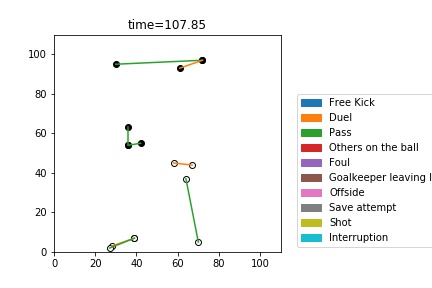 time=107.85
100
80
60
40
20
0
0 20 40 60 80 100
Free Kick
Duel
Pass
Others on the ball
Foul
Goalkeeper leaving l
Offside
Save attempt
Shot
Interruption